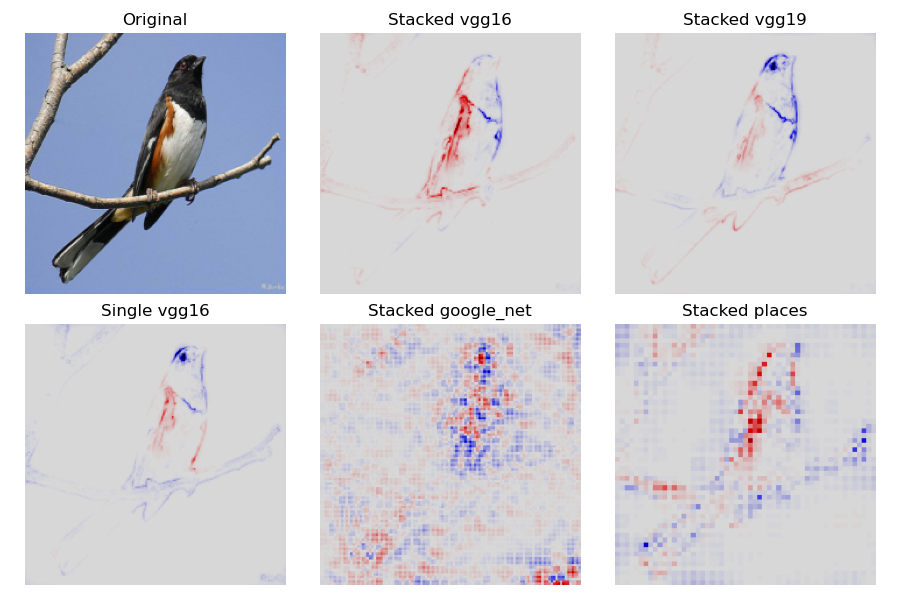 Original
Stacked vgg16
Stacked vgg19
Single vgg16
Stacked google_net
Stacked places